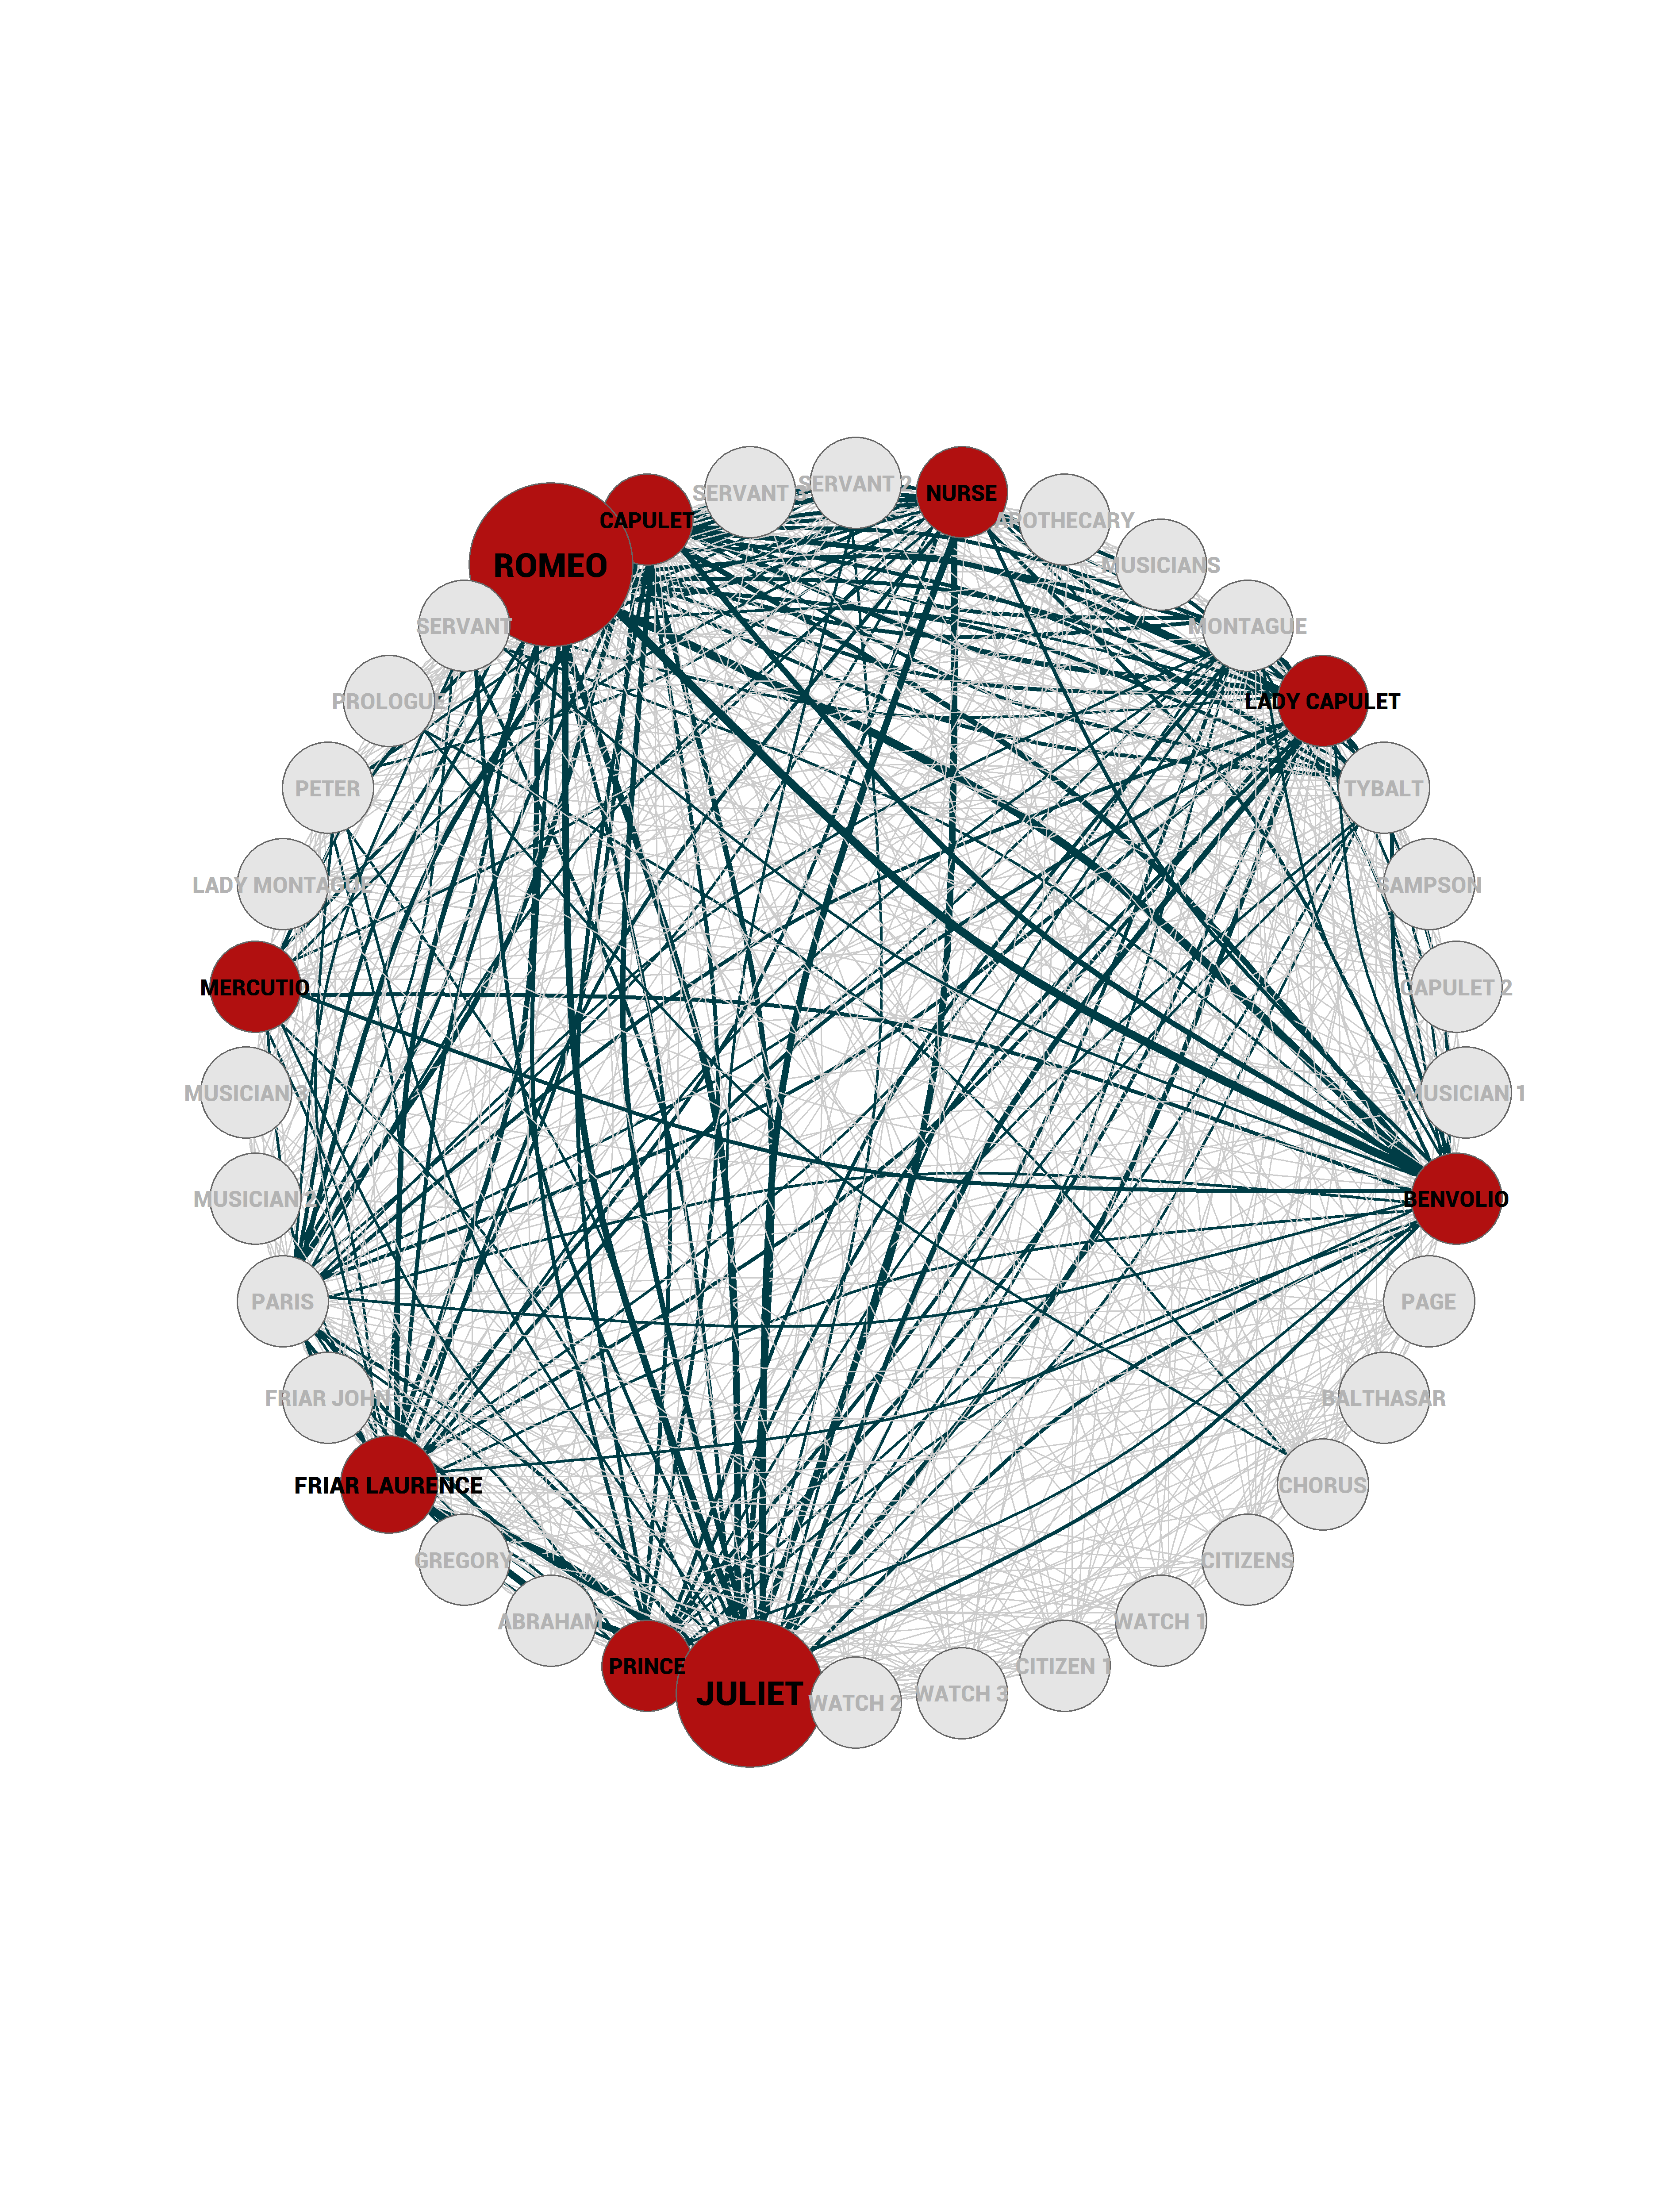 SERVANT 2
SERVANT
NURSE
CAPULET
APOTHECARY
ROMEO
MUSICIANS
SERVANT
MONTAGUE
PROLOGUE
LADY CAPULET
PETER
TYBALT
LADY MONTAGUE
SAMPSON
MERCUTIO
CAPULET 2
MUSICIAN 3
MUSICIAN 1
MUSICIAN 2
BENVOLIO
PARIS
PAGE
FRIAR JOHN
BALTHASAR
FRIAR LAURENCE
CHORUS
GREGORY
CITIZENS
ABRAHAM
WATCH 1
PRINCE
CITIZEN 1
JULIET
WATCH 3
WATCH 2